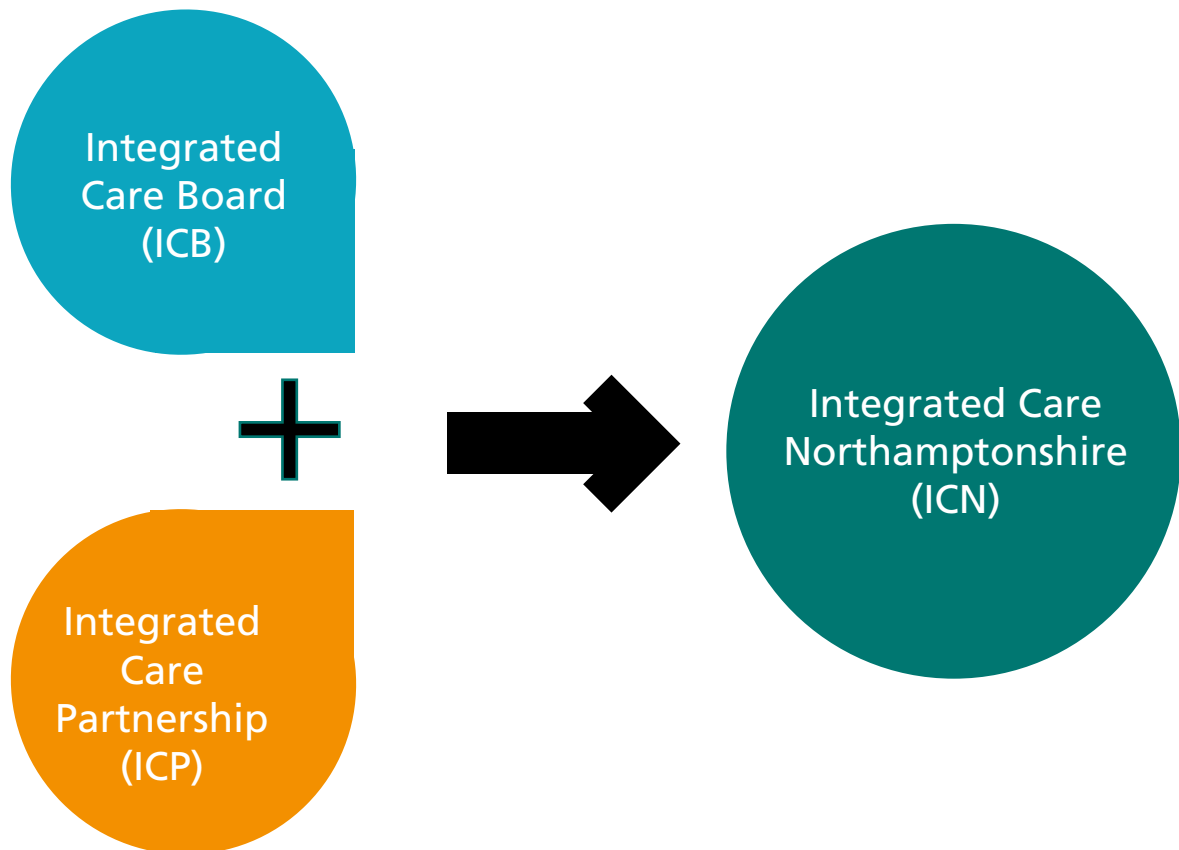 Integrated
Care Board
(ICB)
Integrated
Care
Partnership
(ICP)
Integrated Care
Northamptonshire
(ICN)